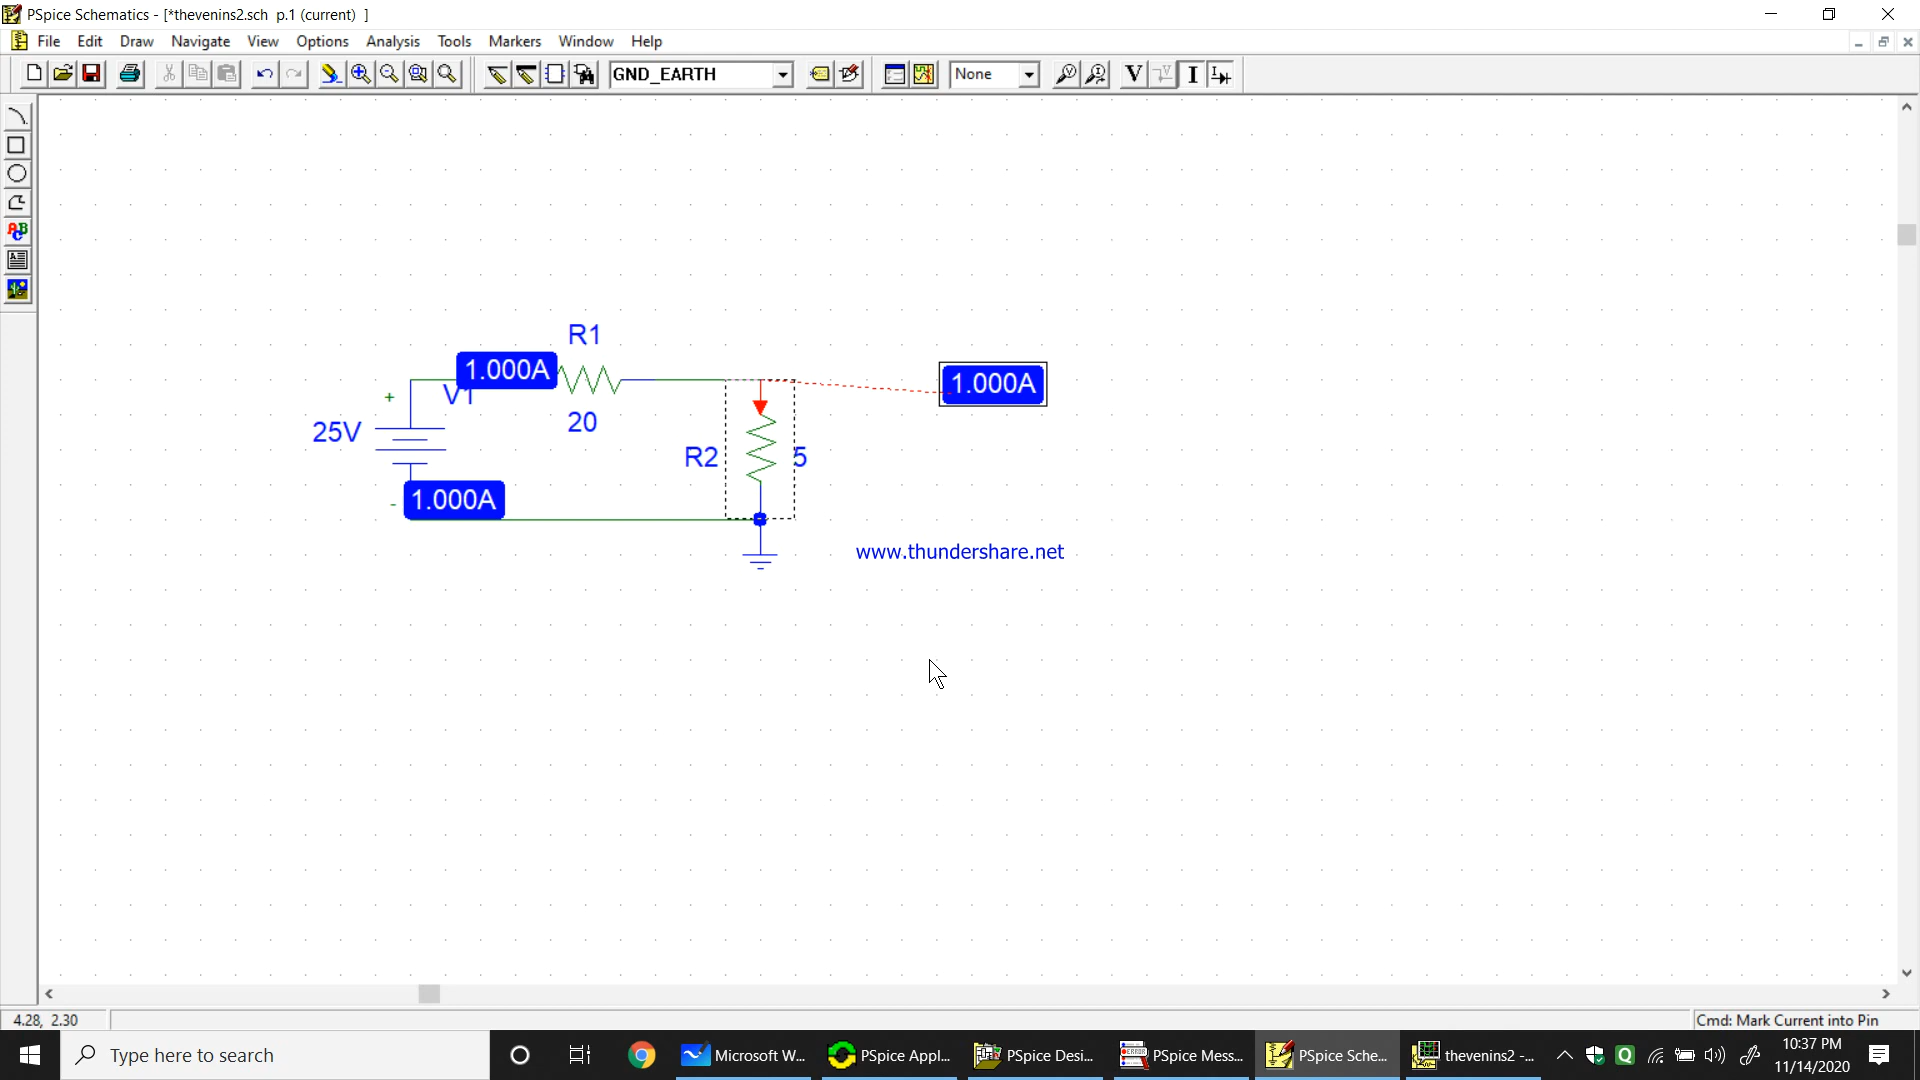 PSpice Schematics - [*thevenins2.sch p.1 (current) ]
File Edit Draw Navigate View Options Analysis Tools Markers Window Help
GND_EARTH None V I
ABC
R1
1.000A
V1
1.000A
+
25V
20
R2
5
1.000A
-
www.thundershare.net
4.28, 2.30
Cmd: Mark Current into Pin
Type here to search
Microsoft W...
PSpice Appl...
PSpice Desi...
PSpice Mess...
PSpice Sche...
thevenins2 -...
10:37 PM
11/14/2020